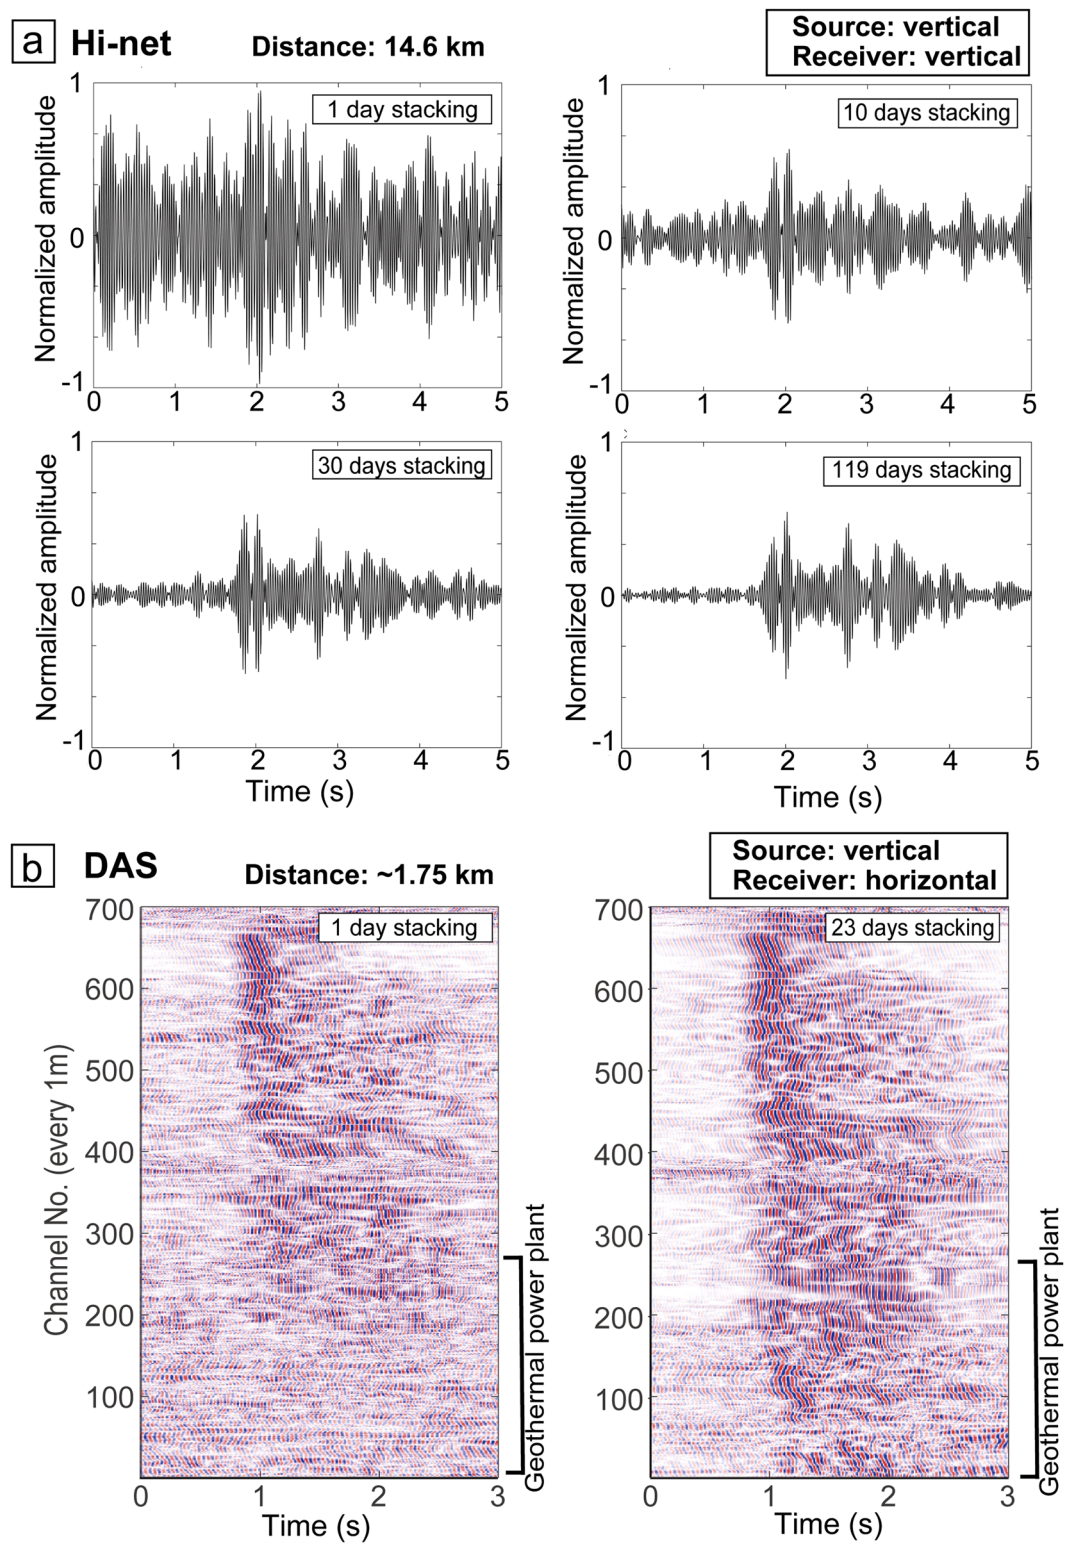 a Hi-net
Distance: 14.6 km
Source: vertical
Receiver: vertical
1 day stacking
1
0
-1
Normalized amplitude
0 1 2 3 4 5
10 days stacking
Normalized amplitude
0
-1
0 1 2 3 4 5
30 days stacking
1
0
-1
Normalized amplitude
0 1 2 3 4 5
Time (s)
119 days stacking
1
0
-1
Normalized amplitude
0 1 2 3 4 5
Time (s)
b DAS
Distance: ~1.75 km
Source: vertical
Receiver: horizontal
1 day stacking
700
600
500
400
300
200
100
Channel No. (every 1m)
0 1 2 3
Time (s)
Geothermal power plant
23 days stacking
700
600
500
400
300
200
100
0 1 2 3
Time (s)
Geothermal power plant